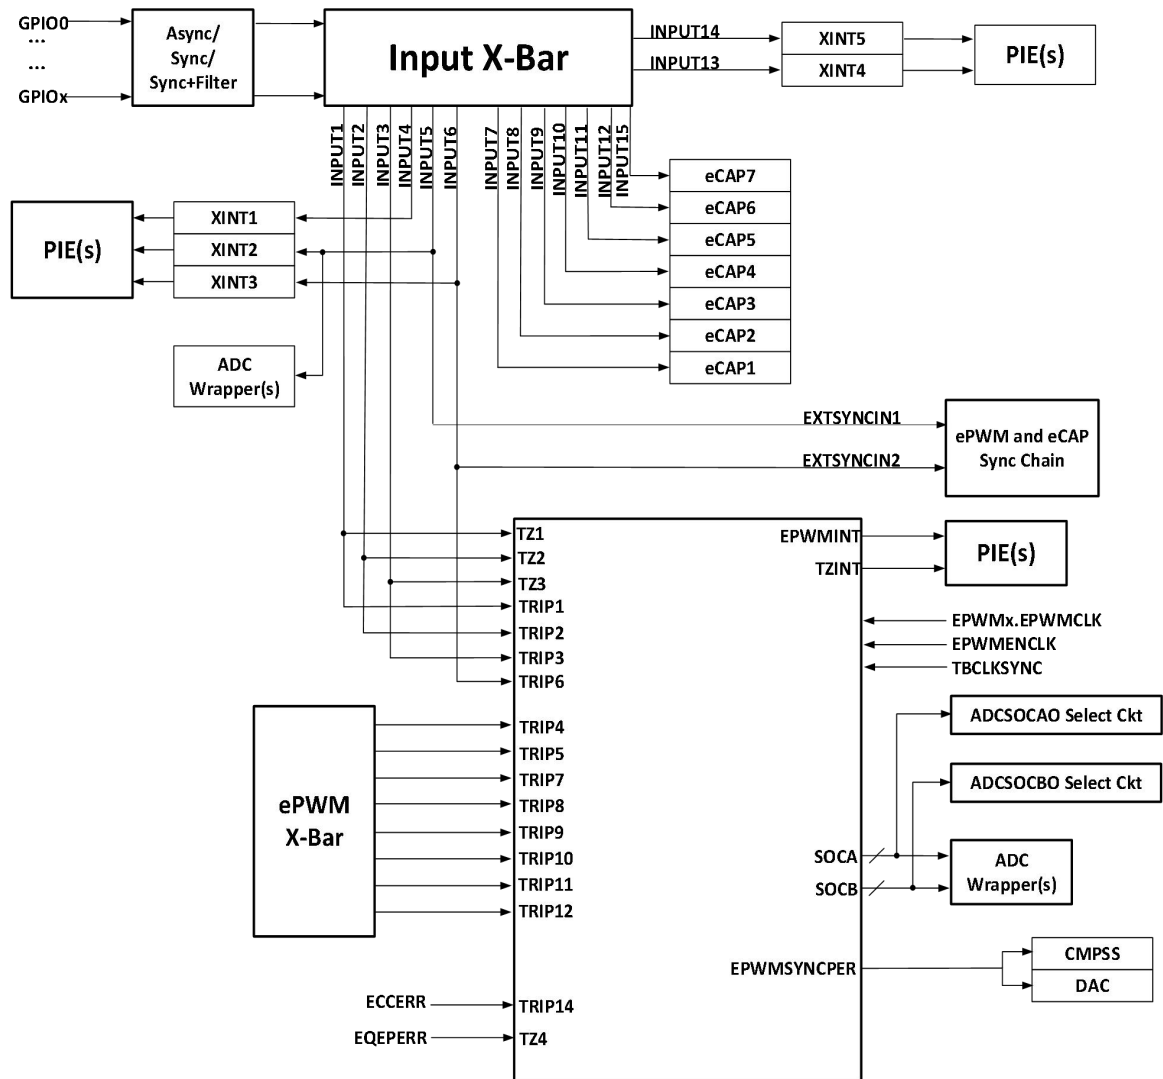 GPIO0
...
...
GPIOx
Async/
Sync/
Sync+Filter
Input X-Bar
INPUT14
INPUT13
XINT5
XINT4
PIE(s)
INPUT1
INPUT2
INPUT3
INPUT4
INPUT5
INPUT6
INPUT7
INPUT8
INPUT9
INPUT10
INPUT11
INPUT12
INPUT15
eCAP7
eCAP6
eCAP5
eCAP4
eCAP3
eCAP2
eCAP1
PIE(s)
XINT1
XINT2
XINT3
ADC
Wrapper(s)
EXTSYNCIN1
EXTSYNCIN2
ePWM and eCAP
Sync Chain
TZ1
TZ2
TZ3
TRIP1
TRIP2
TRIP3
TRIP6
EPWMINT
TZINT
PIE(s)
EPWMx.EPWMCLK
EPWMENCLK
TBCLKSYNC
ePWM
X-Bar
TRIP4
TRIP5
TRIP7
TRIP8
TRIP9
TRIP10
TRIP11
TRIP12
ADCSOCAO Select Ckt
ADCSOCBO Select Ckt
SOCA
SOCB
ADC
Wrapper(s)
EPWMSYNCPER
CMPSS
DAC
ECCERR
TRIP14
EQEPERR
TZ4